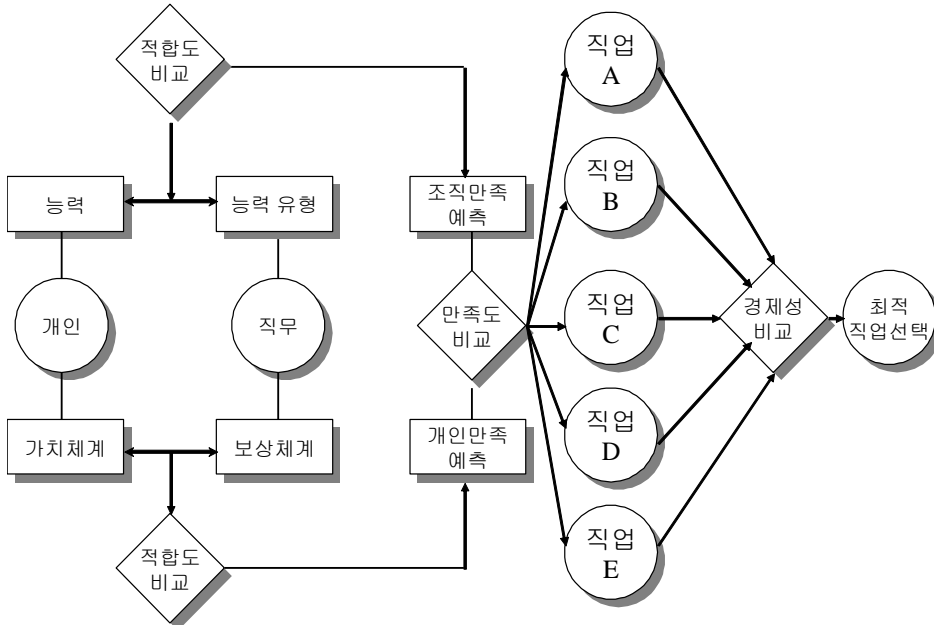 적합도
비교
능력
능력 유형
개인
직무
가치체계
보상체계
적합도
비교
조직만족
예측
만족도
비교
개인만족
예측
직업
A
직업
B
직업
C
직업
D
직업
E
경제성
비교
최적
직업선택